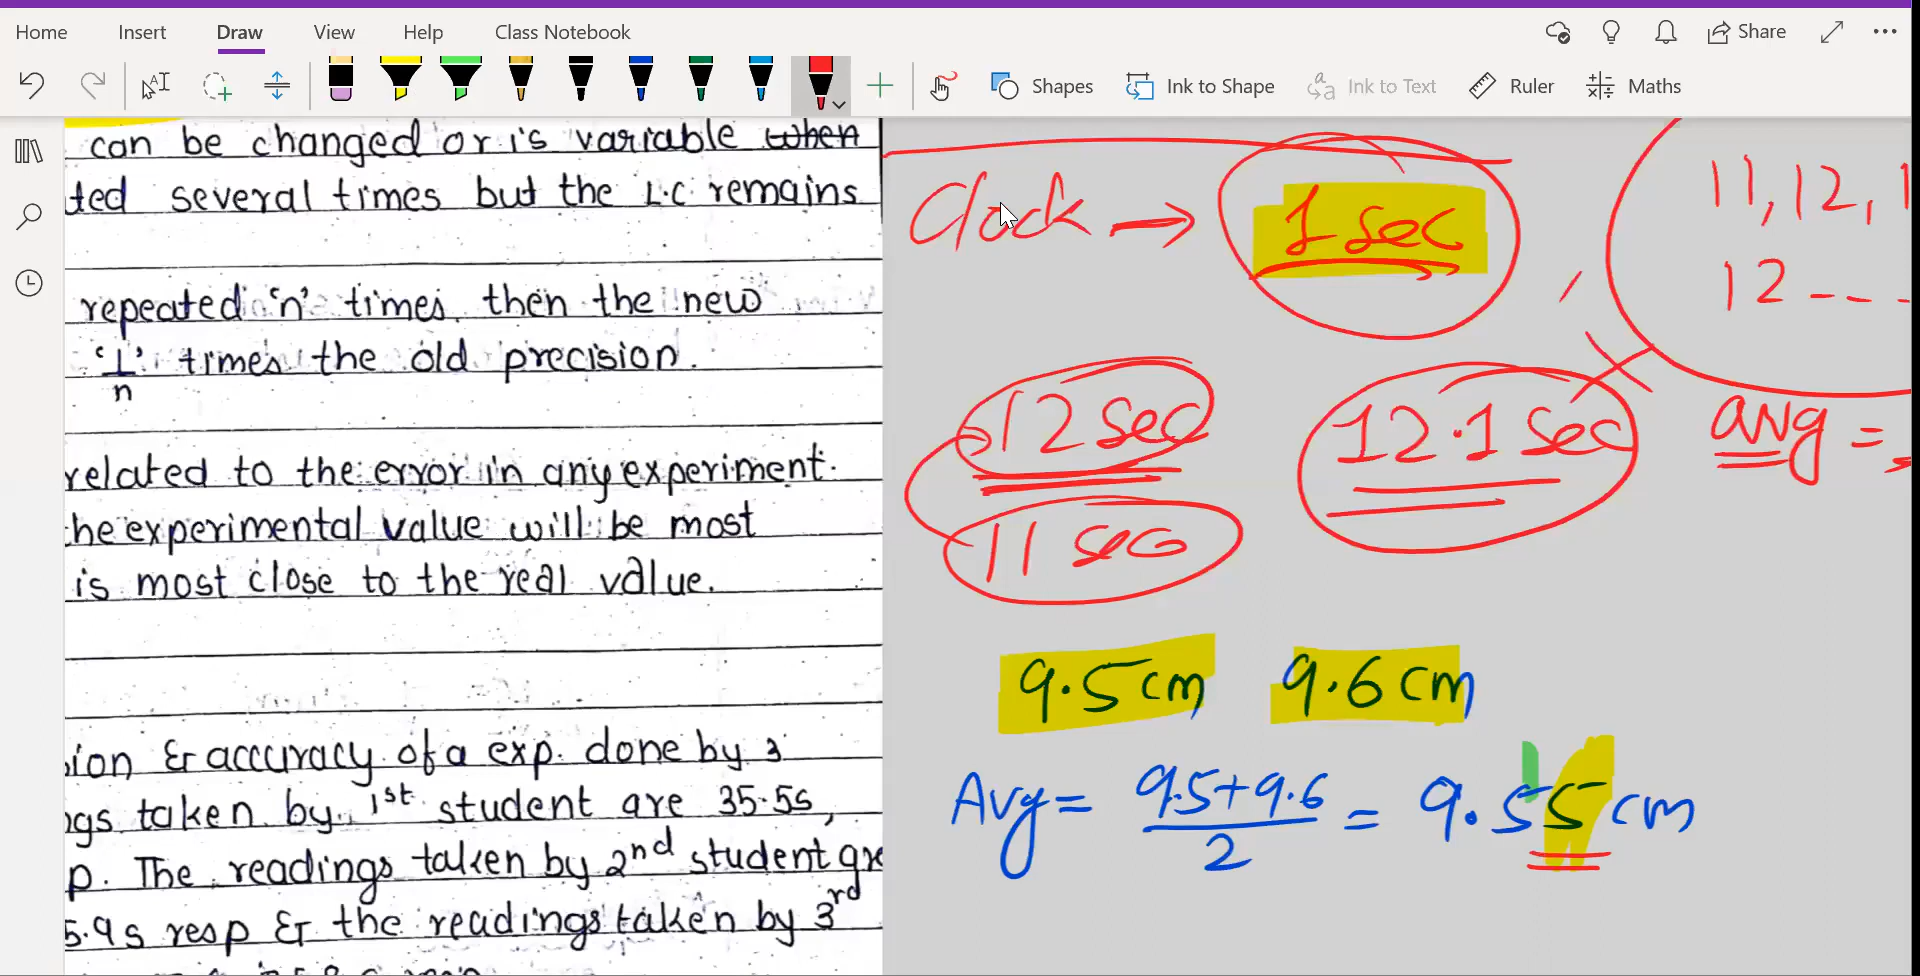 Home Insert Draw View Help Class Notebook Share
Shapes Ink to Shape Ink to Text Ruler Maths
can be changed or is variable when
ted several times but the L.C remains
repeated 'n' times, then the new
'1/n' times the old precision.
related to the error in any experiment.
he experimental value will be most
is most close to the real value.
ion & accuracy of a exp. done by 3
gs taken by 1st student are 35.5s,
p. The readings taken by 2nd student are
5.9s resp & the readings taken by 3rd
Clock → 1 sec
11, 12, 1
12 - - -
12 sec 12.1 sec avg =
11 sec
9.5 cm 9.6 cm
Avg = 9.5+9.6/2 = 9.55 cm